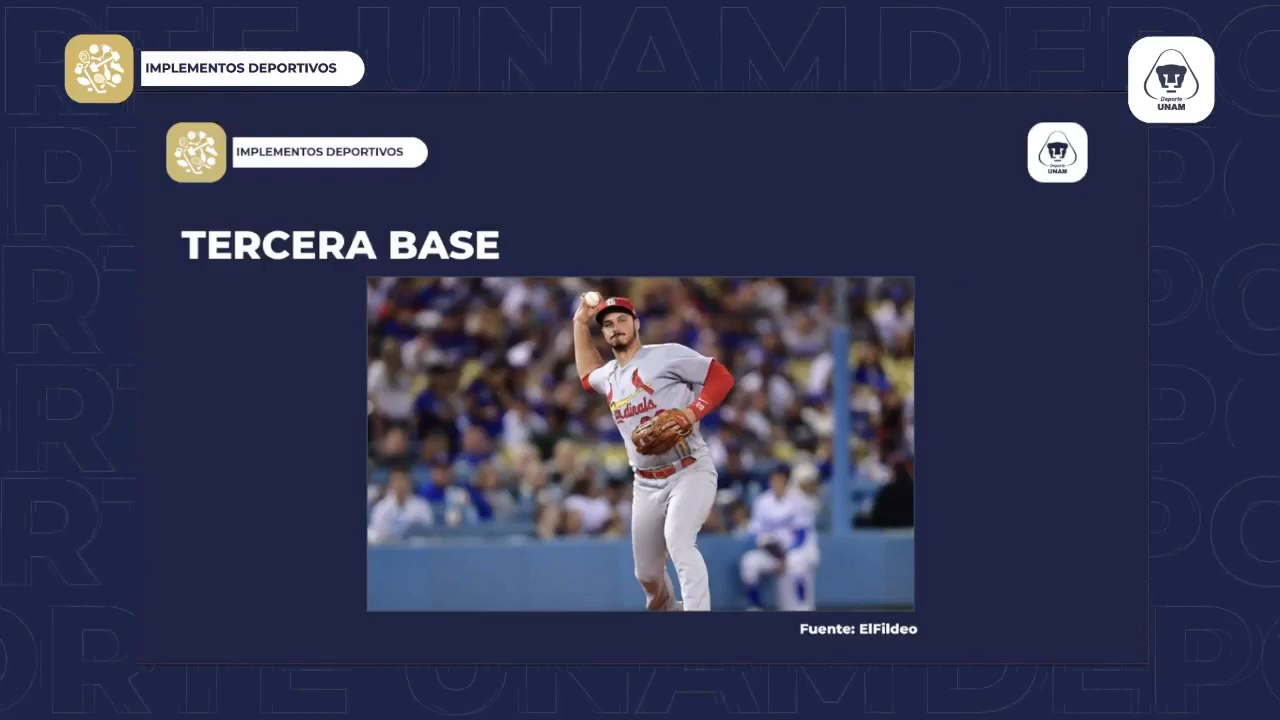 IMPLEMENTOS DEPORTIVOS
Deporte
UNAM
IMPLEMENTOS DEPORTIVOS
Deporte
UNAM
TERCERA BASE
Cardinals
Fuente: ElFildeo